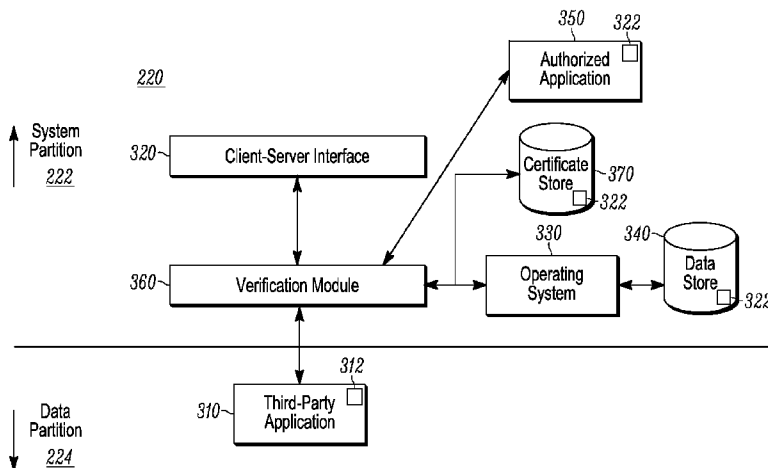 350
322
Authorized
Application
220
System
Partition
222
320
Client-Server Interface
Certificate
Store
370
322
330
340
360
Verification Module
Operating
System
Data
Store
322
312
310
Third-Party
Application
Data
Partition
224